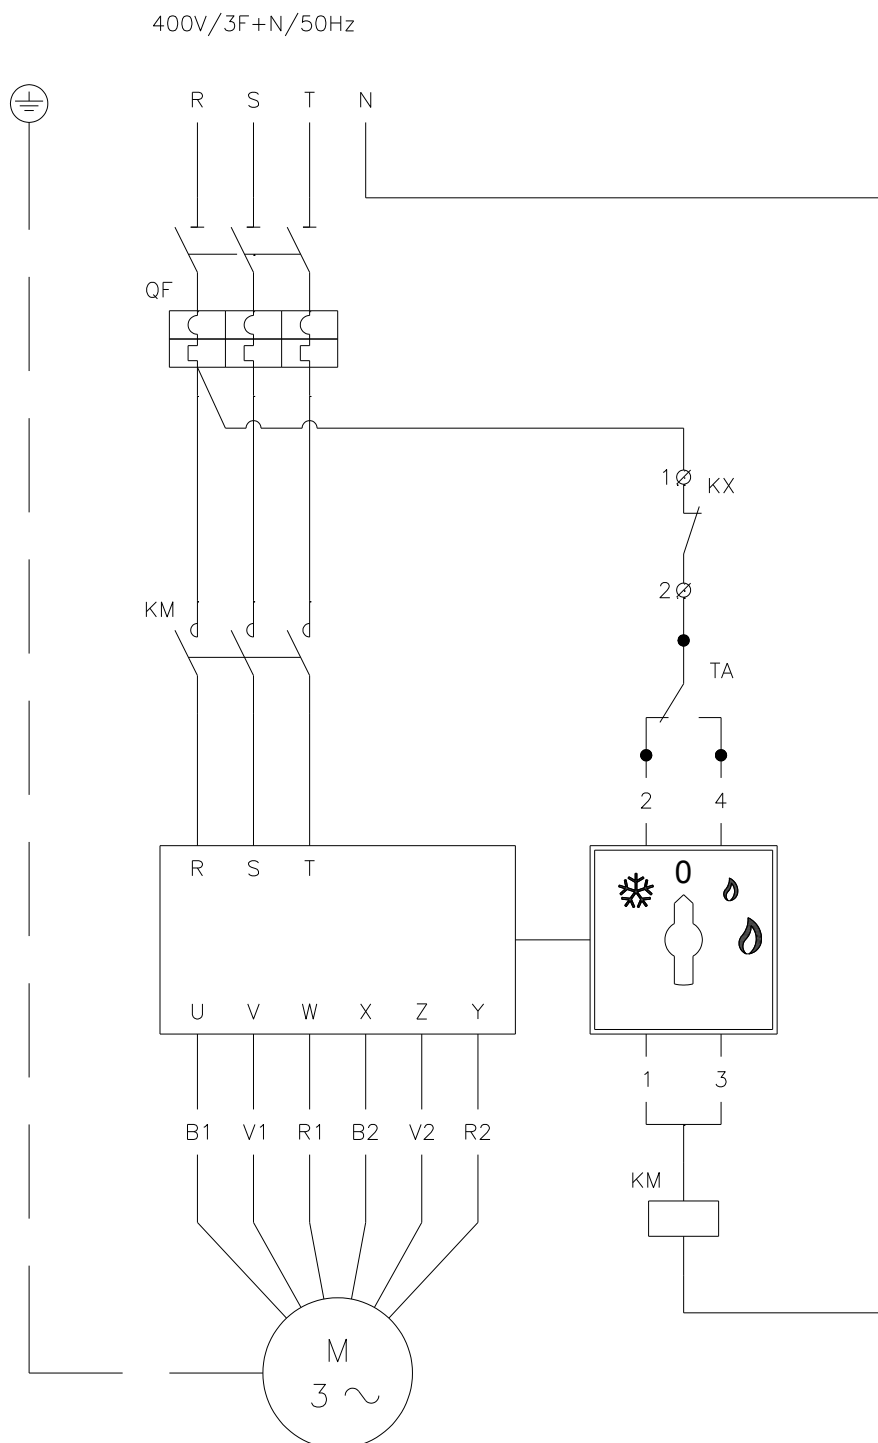 400V/3F+N/50Hz
R S T N
QF
1 KX
2
KM
TA
2 4
R S T
0
U V W X Z Y
1 3
B1 V1 R1 B2 V2 R2
KM
M
3 ~